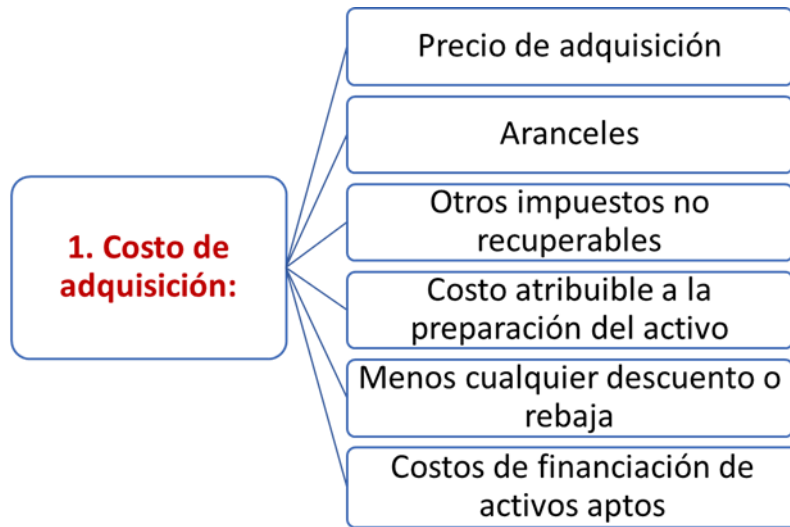 1. Costo de
adquisición:
Precio de adquisición
Aranceles
Otros impuestos no
recuperables
Costo atribuible a la
preparación del activo
Menos cualquier descuento o
rebaja
Costos de financiación de
activos aptos